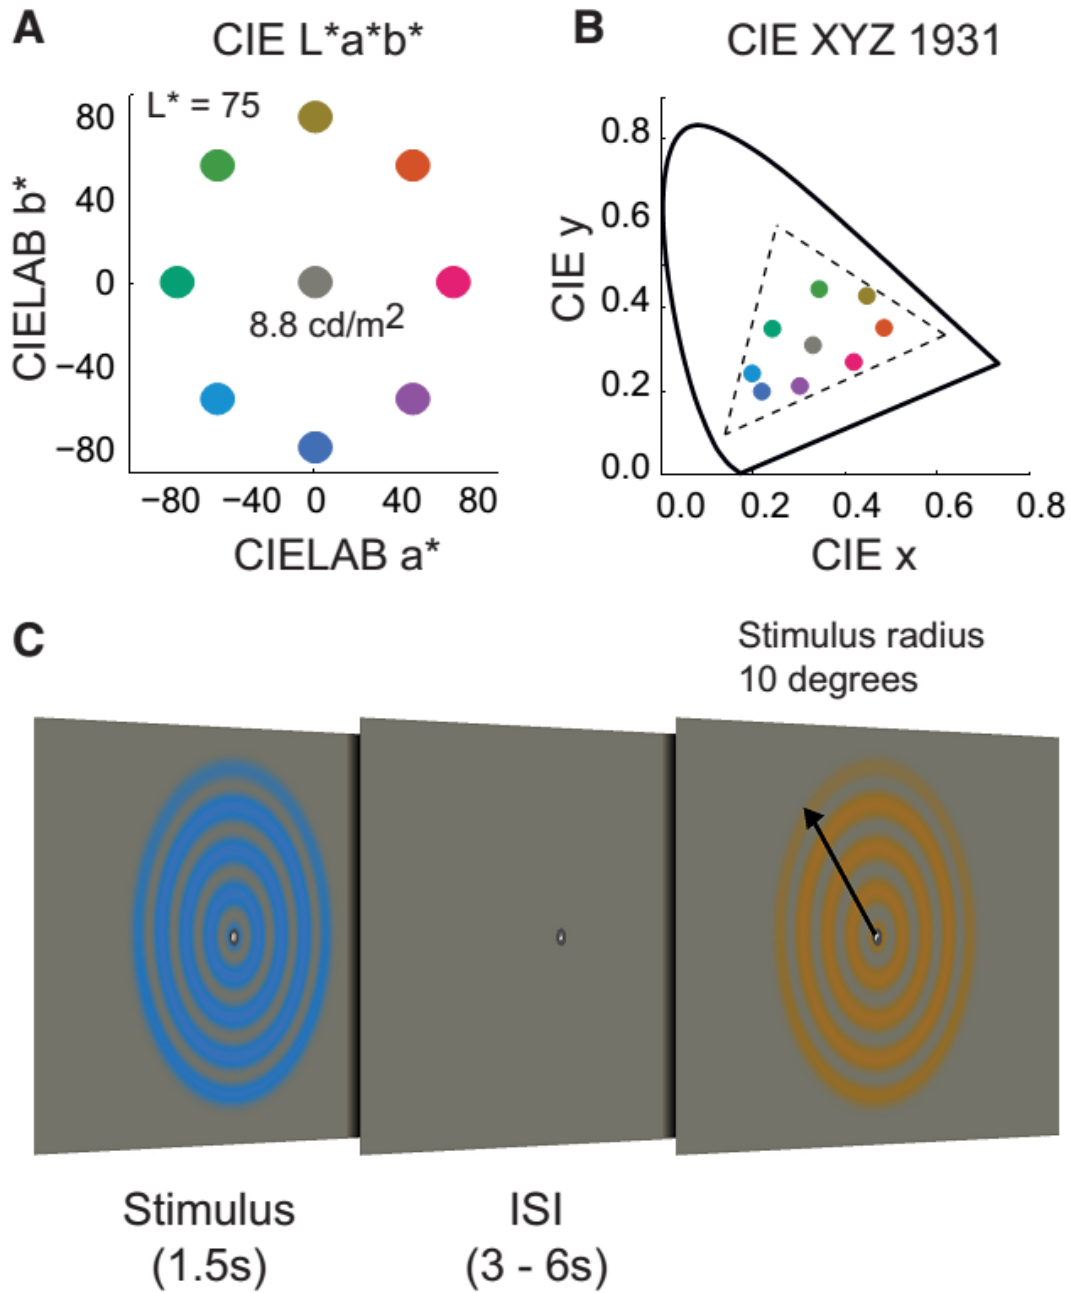 A
CIE L*a*b*
L* = 75
80
40
0
−40
−80
CIELAB b*
8.8 cd/m2
−80 −40 0 40 80
CIELAB a*
B
CIE XYZ 1931
0.8
0.6
0.4
0.2
0.0
CIE y
0.0 0.2 0.4 0.6 0.8
CIE x
C
Stimulus radius
10 degrees
Stimulus
(1.5s)
ISI
(3 - 6s)